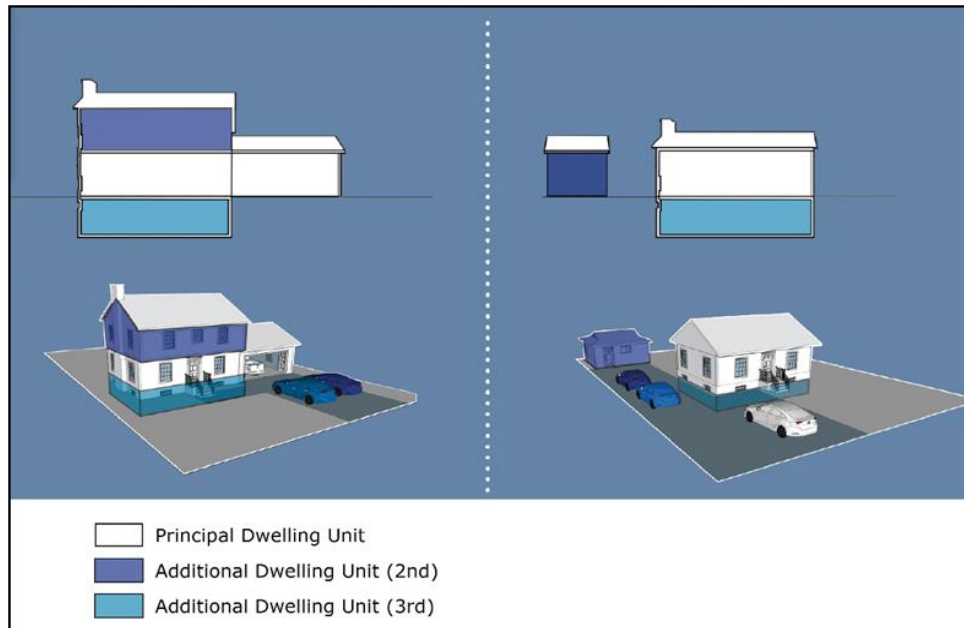 Principal Dwelling Unit
Additional Dwelling Unit (2nd)
Additional Dwelling Unit (3rd)